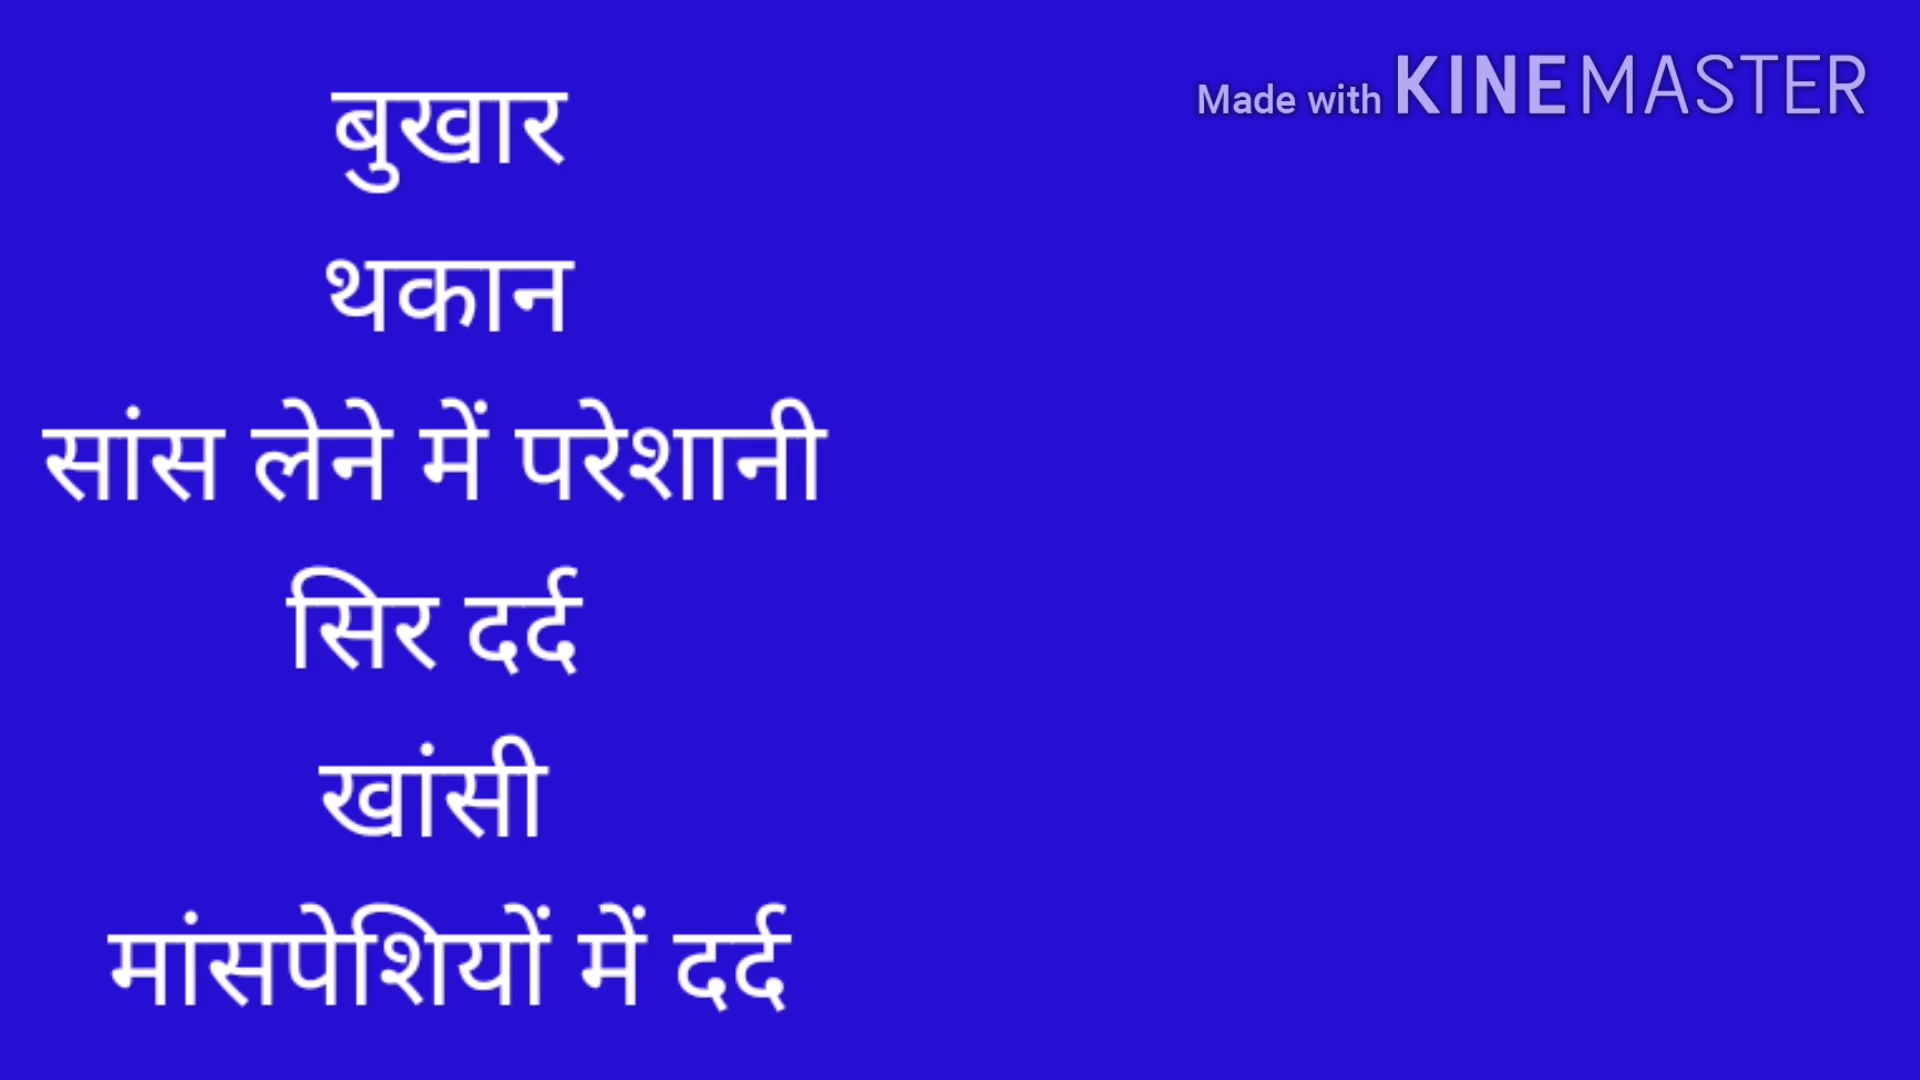 Made with KINEMASTER
बुखार
थकान
सांस लेने में परेशानी
सिर दर्द
खांसी
मांसपेशियों में दर्द